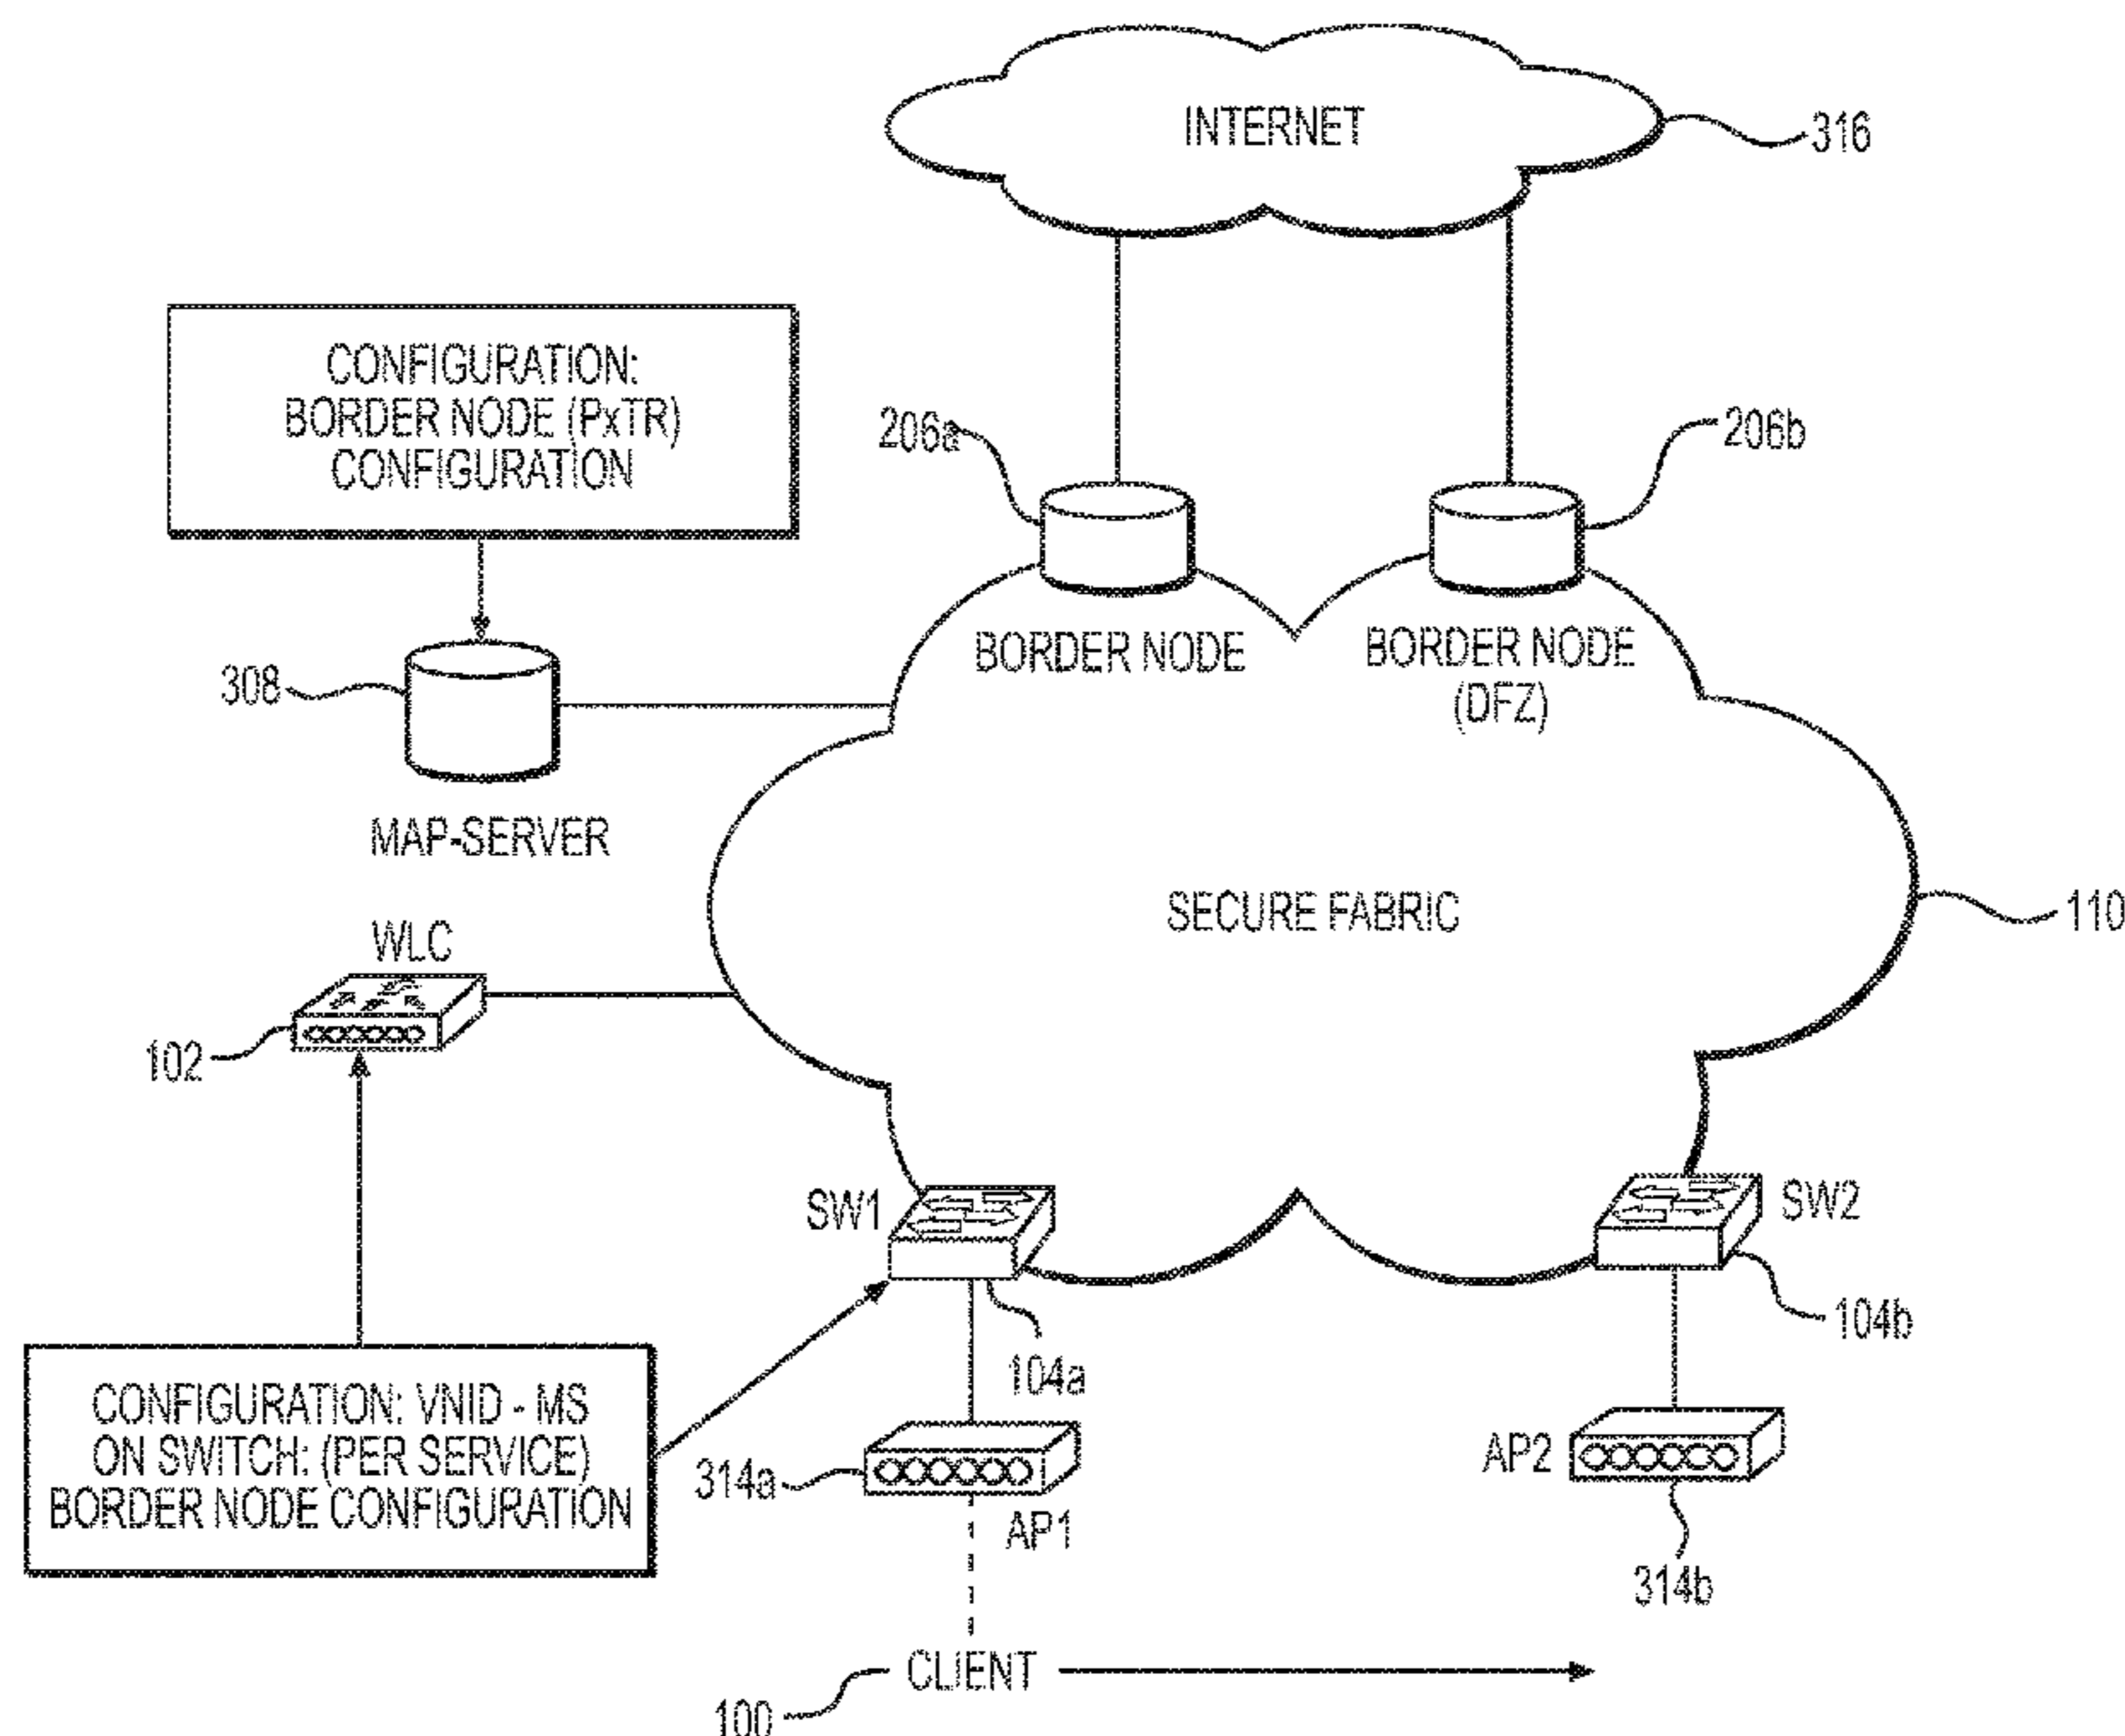 INTERNET
316
CONFIGURATION:
BORDER NODE (PxTR)
CONFIGURATION
206a
206b
BORDER NODE
BORDER NODE
(DFZ)
308
MAP-SERVER
SECURE FABRIC
110
WLC
102
SW1
SW2
104a
104b
CONFIGURATION: VNID - MS
ON SWITCH: (PER SERVICE)
BORDER NODE CONFIGURATION
314a
AP1
AP2
314b
CLIENT
100